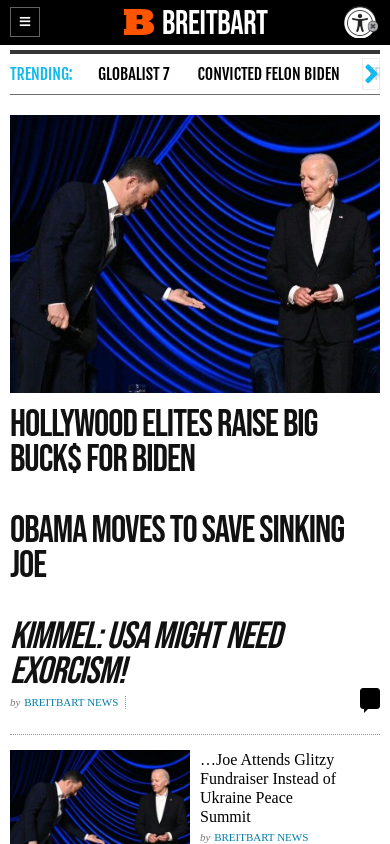 BREITBART
TRENDING:
GLOBALIST 7
CONVICTED FELON BIDEN
HOLLYWOOD ELITES RAISE BIG
BUCK$ FOR BIDEN
OBAMA MOVES TO SAVE SINKING
JOE
KIMMEL: USA MIGHT NEED
EXORCISM!
by BREITBART NEWS
…Joe Attends Glitzy
Fundraiser Instead of
Ukraine Peace
Summit
by BREITBART NEWS